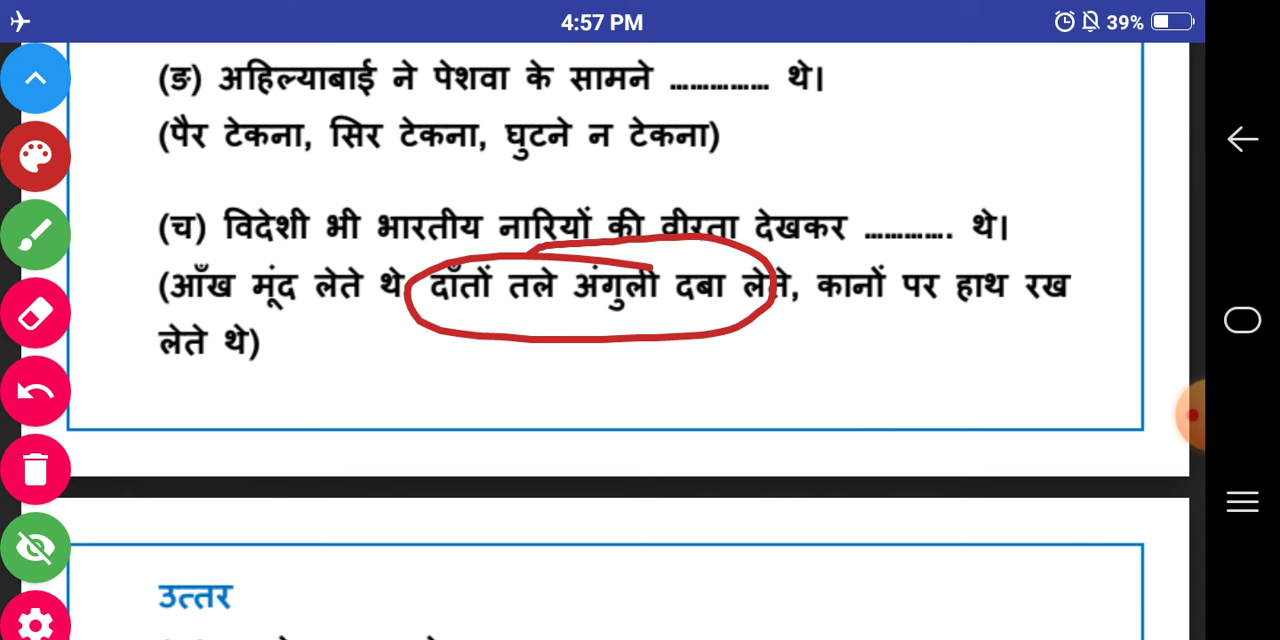 4:57 PM
39%
(ङ) अहिल्याबाई ने पेशवा के सामने ............... थे।
(पैर टेकना, सिर टेकना, घुटने न टेकना)
(च) विदेशी भी भारतीय नारियों की वीरता देखकर ............. थे।
(आँख मूंद लेते थे दाँतों तले अंगुली दबा लेते, कानों पर हाथ रख
लेते थे)
उत्तर